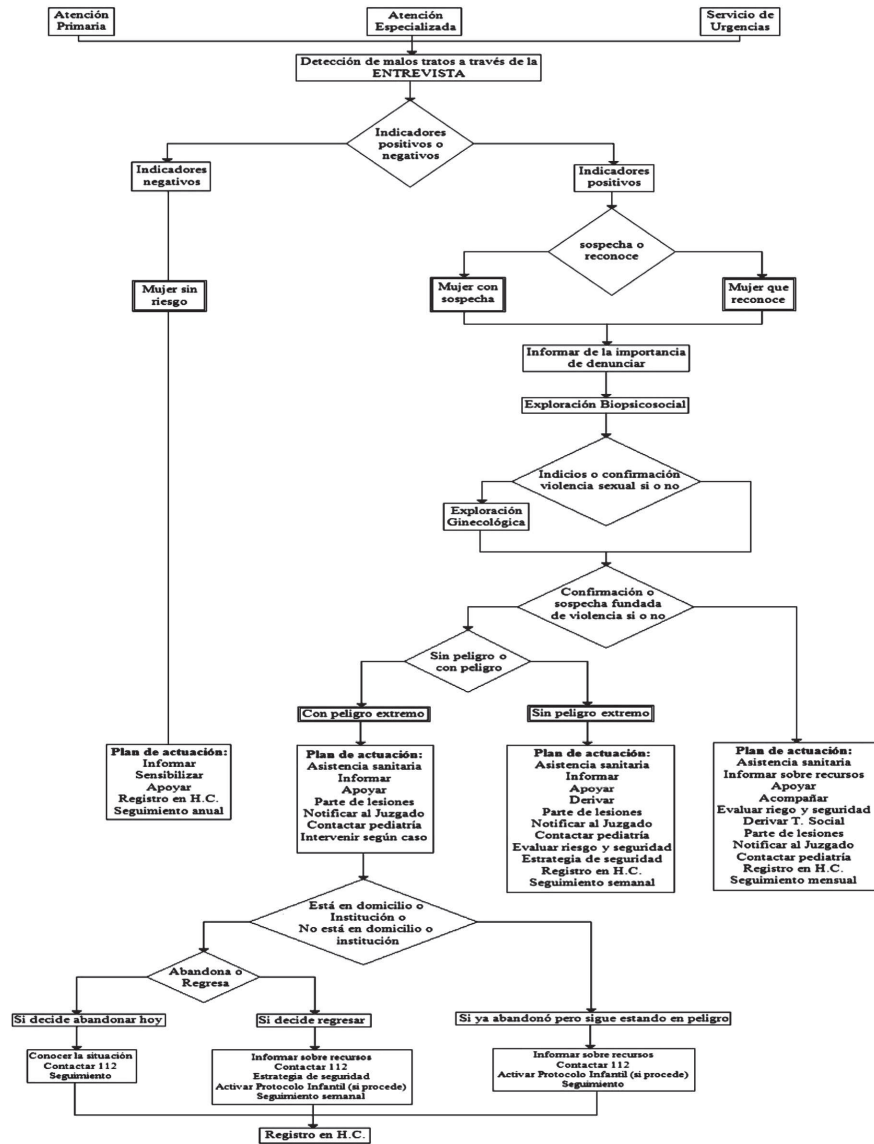 Atención
Primaria
Atención
Especializada
Servicio de
Urgencias
Detección de malos tratos a través de la
ENTREVISTA
Indicadores
positivos o
negativos
Indicadores
negativos
Indicadores
positivos
sospecha o
reconoce
Mujer sin
riesgo
Mujer con
sospecha
Mujer que
reconoce
Informar de la importancia
de denunciar
Exploración Biopsicosocial
Indicios o confirmación
violencia sexual si o no
Exploración
Ginecológica
Confirmación o
sospecha fundada
de violencia si o no
Sin peligro o
con peligro
Con peligro extremo
Sin peligro extremo
Plan de actuación:
Informar
Sensibilizar
Apoyar
Registro en H.C.
Seguimiento anual
Plan de actuación:
Asistencia sanitaria
Informar
Apoyar
Parte de lesiones
Notificar al Juzgado
Contactar pediatría
Intervenir según caso
Plan de actuación:
Asistencia sanitaria
Informar
Apoyar
Derivar
Parte de lesiones
Notificar al Juzgado
Contactar pediatría
Evaluar riesgo y seguridad
Estrategia de seguridad
Registro en H.C.
Seguimiento semanal
Plan de actuación:
Asistencia sanitaria
Informar sobre recursos
Apoyar
Acompañar
Evaluar riego y seguridad
Derivar T. Social
Parte de lesiones
Notificar al Juzgado
Contactar pediatría
Registro en H.C.
Seguimiento mensual
Está en domicilio o
Institución o
No está en domicilio o
institución
Abandona o
Regresa
Si decide abandonar hoy
Si decide regresar
Si ya abandonó pero sigue estando en peligro
Conocer la situación
Contactar 112
Seguimiento
Informar sobre recursos
Contactar 112
Estrategia de seguridad
Activar Protocolo Infantil (si procede)
Seguimiento semanal
Informar sobre recursos
Contactar 112
Activar Protocolo Infantil (si procede)
Seguimiento
Registro en H.C.